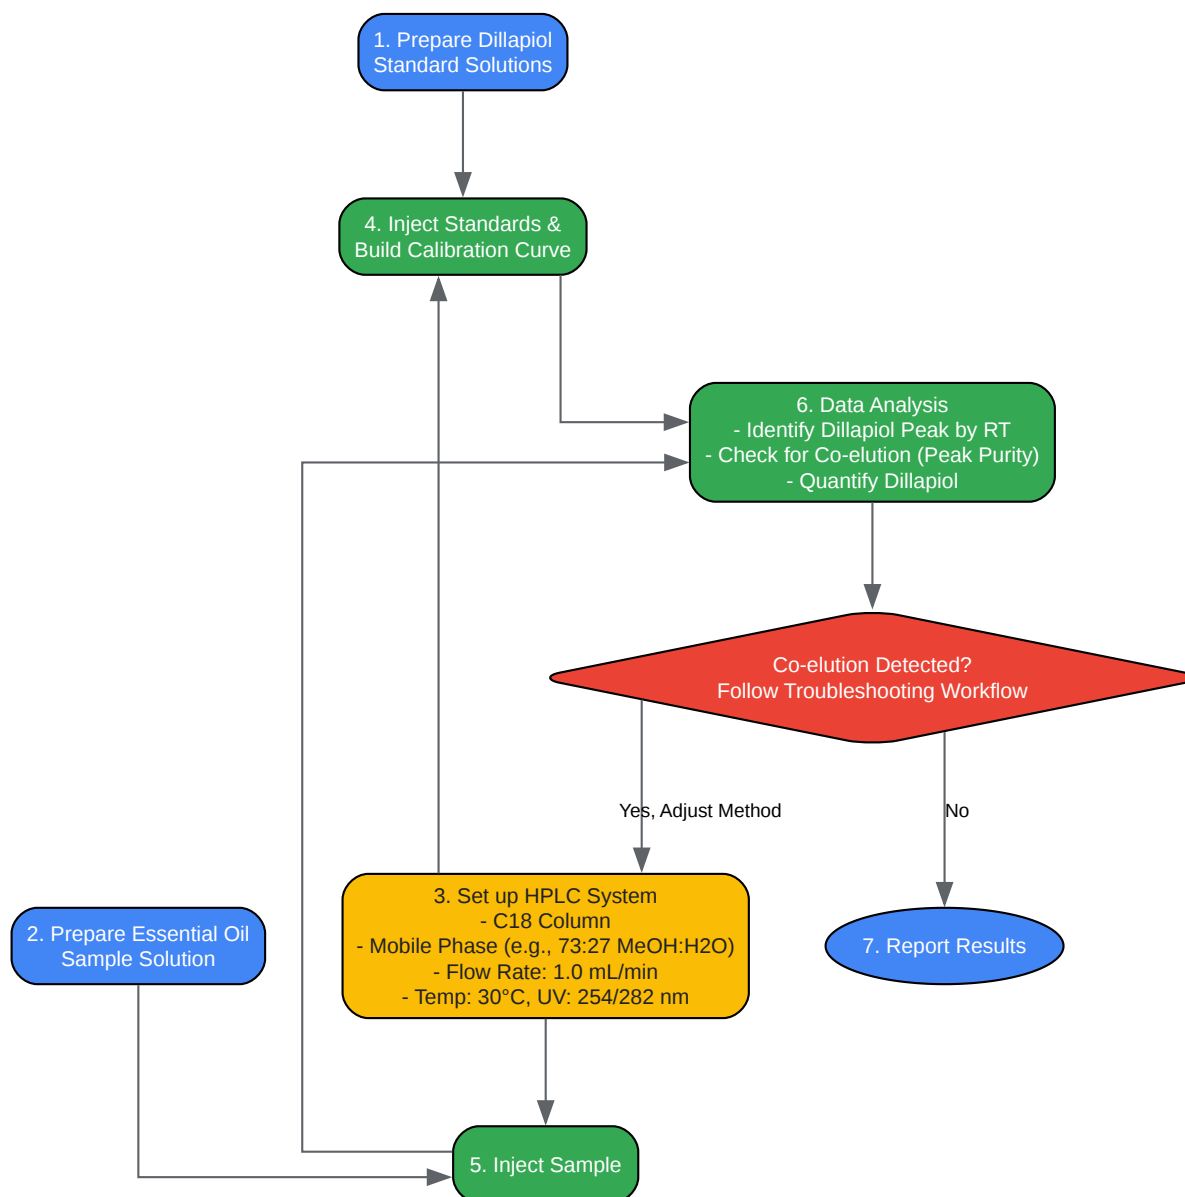 1. Prepare Dillapiol
Standard Solutions
4. Inject Standards &
Build Calibration Curve
6. Data Analysis
- Identify Dillapiol Peak by RT
- Check for Co-elution (Peak Purity)
- Quantify Dillapiol
Co-elution Detected?
Follow Troubleshooting Workflow
Yes, Adjust Method
No
3. Set up HPLC System
- C18 Column
- Mobile Phase (e.g., 73:27 MeOH:H2O)
- Flow Rate: 1.0 mL/min
- Temp: 30°C, UV: 254/282 nm
2. Prepare Essential Oil
Sample Solution
7. Report Results
5. Inject Sample